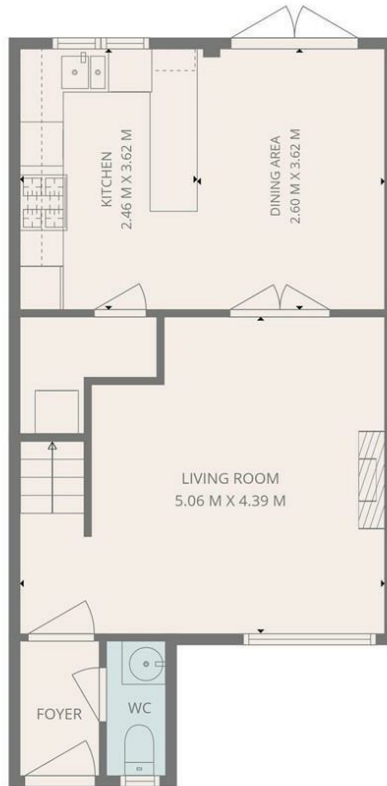 KITCHEN
2.46 M X 3.62 M
DINING AREA
2.60 M X 3.62 M
LIVING ROOM
5.06 M X 4.39 M
FOYER
WC